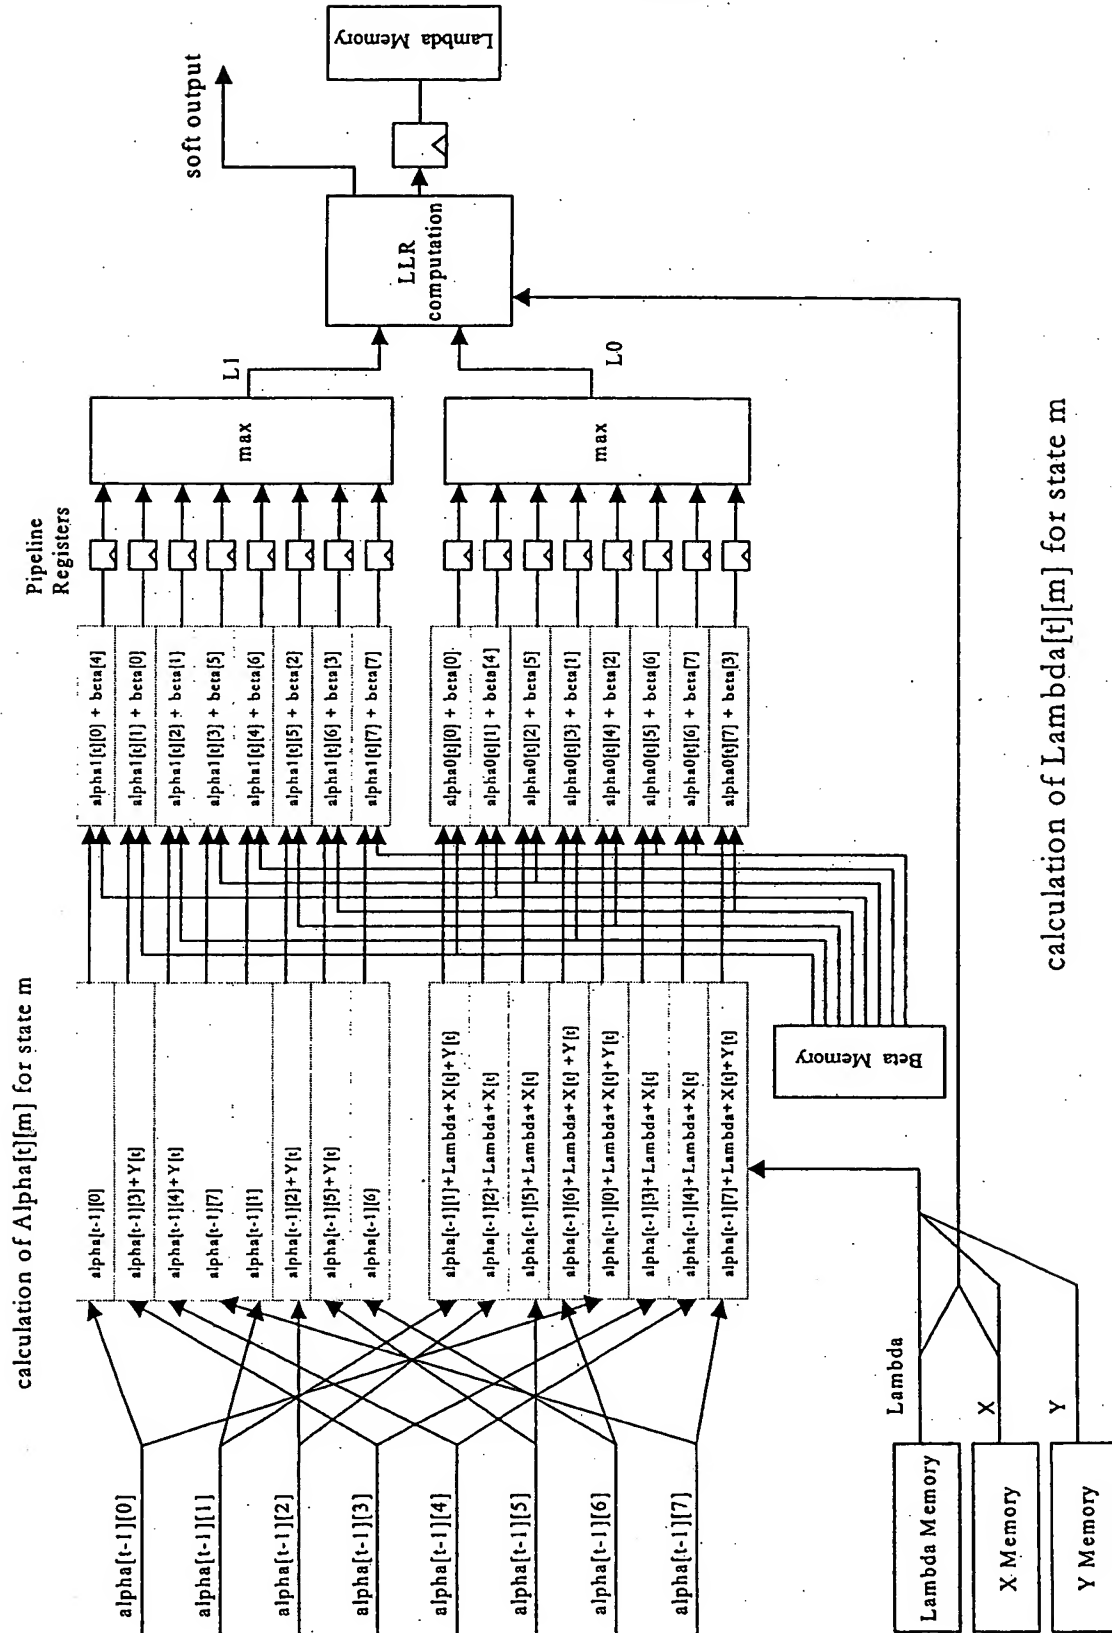 calculation of Alpha[t][m] for state m
alpha[t-1][0]
alpha[t-1][1]
alpha[t-1][2]
alpha[t-1][3]
alpha[t-1][4]
alpha[t-1][5]
alpha[t-1][6]
alpha[t-1][7]
Lambda Memory
X Memory
Y Memory
Lambda
X
Y
alpha[t-1][0]
alpha[t-1][3]+Y[t]
alpha[t-1][4]+Y[t]
alpha[t-1][7]
alpha[t-1][1]
alpha[t-1][2]+Y[t]
alpha[t-1][5]+Y[t]
alpha[t-1][6]
alpha[t-1][1]+Lambda+X[t]+Y[t]
alpha[t-1][2]+Lambda+X[t]
alpha[t-1][5]+Lambda+X[t]
alpha[t-1][6]+Lambda+X[t] +Y[t]
alpha[t-1][0]+Lambda+X[t]+Y[t]
alpha[t-1][3]+Lambda+X[t]
alpha[t-1][4]+Lambda+X[t]
alpha[t-1][7]+Lambda+X[t]+Y[t]
Beta Memory
alpha1[t][0] + beta[4]
alpha1[t][1] + beta[0]
alpha1[t][2] + beta[1]
alpha1[t][3] + beta[5]
alpha1[t][4] + beta[6]
alpha1[t][5] + beta[2]
alpha1[t][6] + beta[3]
alpha1[t][7] + beta[7]
alpha0[t][0] + beta[0]
alpha0[t][1] + beta[4]
alpha0[t][2] + beta[5]
alpha0[t][3] + beta[1]
alpha0[t][4] + beta[2]
alpha0[t][5] + beta[6]
alpha0[t][6] + beta[7]
alpha0[t][7] + beta[3]
Pipeline
Registers
max
max
L1
L0
LLR
computation
soft output
Lambda Memory
calculation of Lambda[t][m] for state m